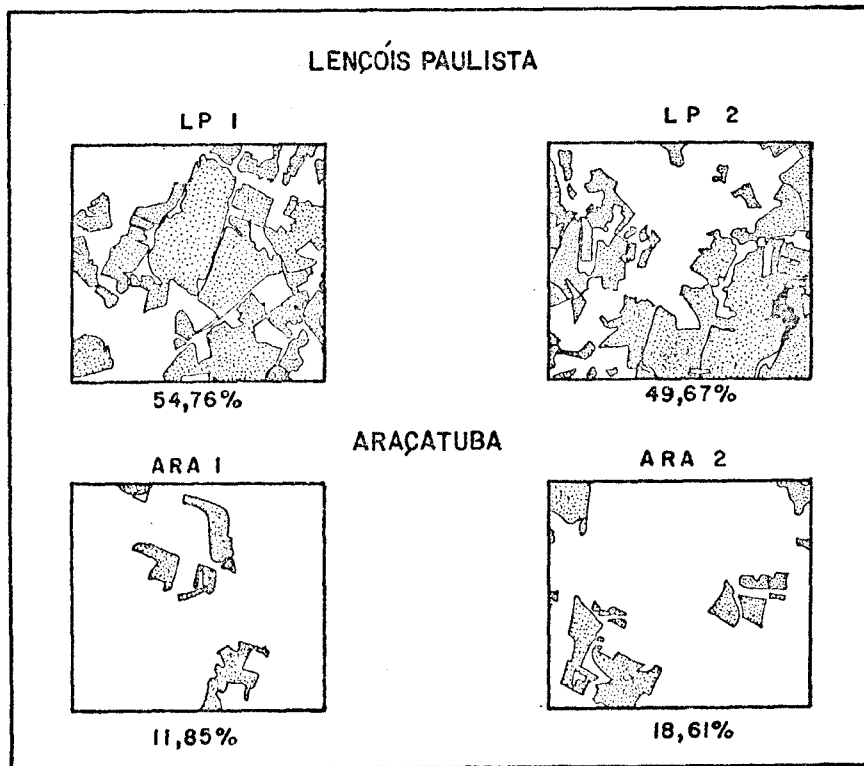 LENÇÓIS PAULISTA
LP 1
LP 2
54,76%
49,67%
ARAÇATUBA
ARA 1
ARA 2
11,85%
18,61%